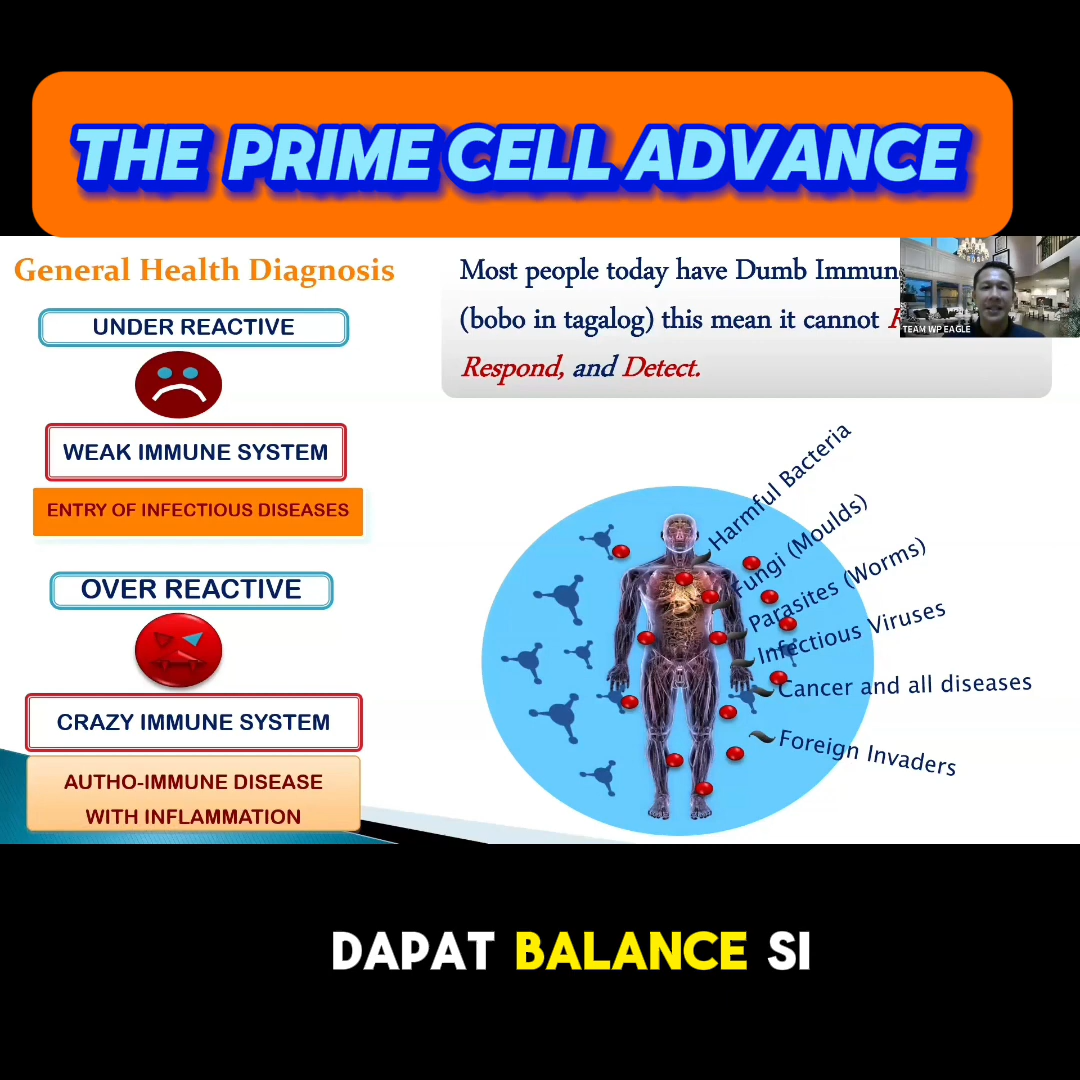 THE PRIME CELL ADVANCE
General Health Diagnosis
UNDER REACTIVE
WEAK IMMUNE SYSTEM
ENTRY OF INFECTIOUS DISEASES
OVER REACTIVE
CRAZY IMMUNE SYSTEM
AUTHO-IMMUNE DISEASE
WITH INFLAMMATION
Most people today have Dumb
(bobo in tagalog) this mean it cannot
Respond, and Detect.
TEAM WP EAGLE
Harmful Bacteria
Fungi (Moulds)
Parasites (Worms)
Infectious Viruses
Cancer and all diseases
Foreign Invaders
DAPAT BALANCE SI